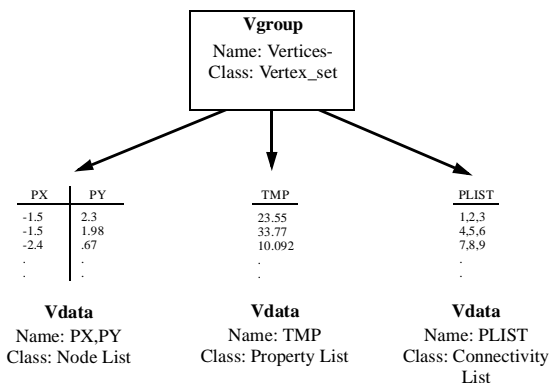 Vgroup
Name: Vertices-
Class: Vertex_set
PX PY
-1.5 2.3
-1.5 1.98
-2.4 .67
. .
. .
TMP
23.55
33.77
10.092
.
.
PLIST
1,2,3
4,5,6
7,8,9
.
.
Vdata
Name: PX,PY
Class: Node List
Vdata
Name: TMP
Class: Property List
Vdata
Name: PLIST
Class: Connectivity
List